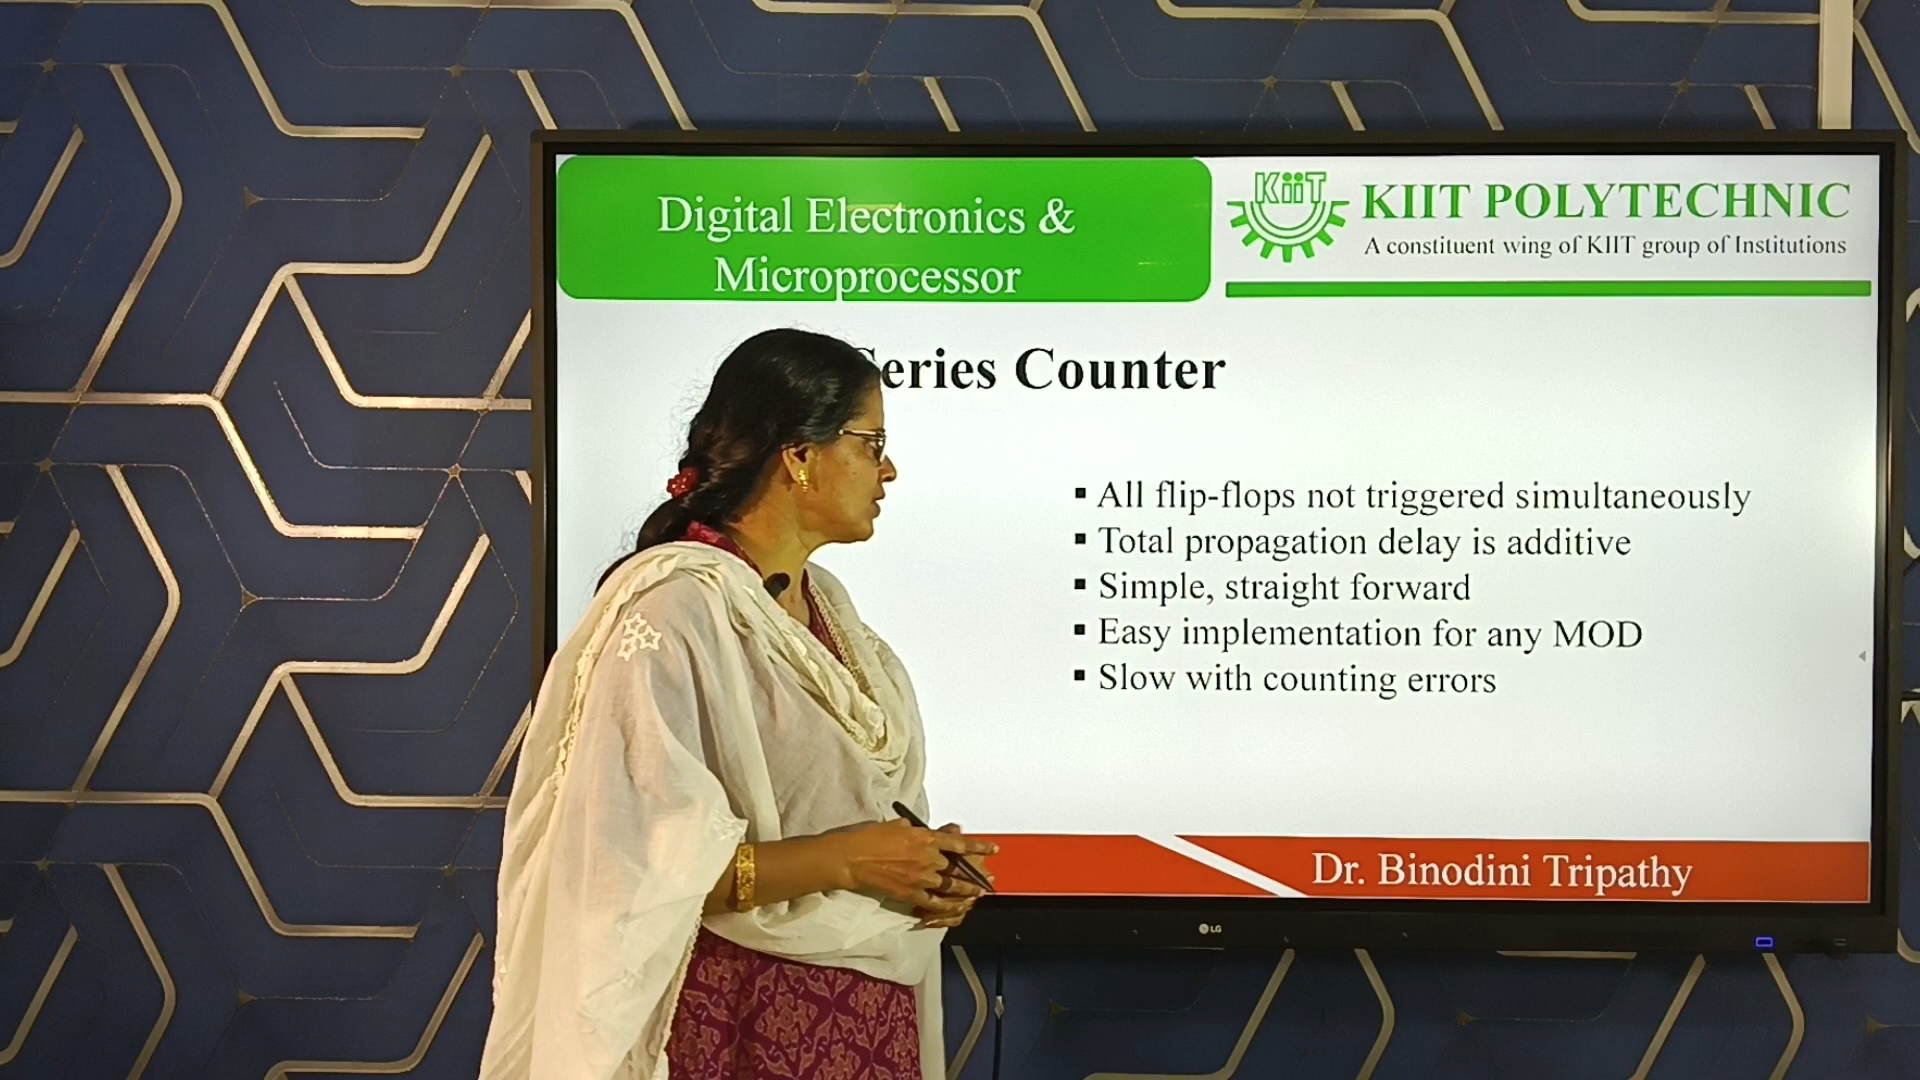 Digital Electronics &
Microprocessor
KiiT
KIIT POLYTECHNIC
A constituent wing of KIIT group of Institutions
Series Counter
▪ All flip-flops not triggered simultaneously
▪ Total propagation delay is additive
▪ Simple, straight forward
▪ Easy implementation for any MOD
▪ Slow with counting errors
Dr. Binodini Tripathy
LG